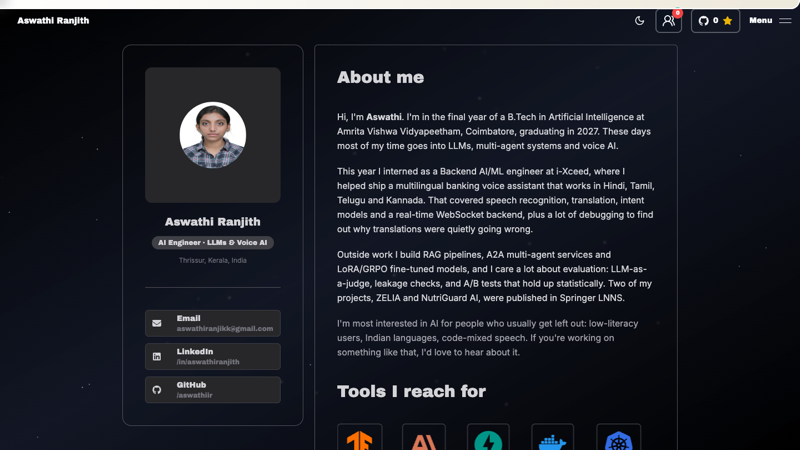 Aswathi Ranjith
9
0
Menu
Aswathi Ranjith
AI Engineer · LLMs & Voice AI
Thrissur, Kerala, India
Email
aswathiranjikk@gmail.com
LinkedIn
/in/aswathiranjith
GitHub
/aswathiir
About me
Hi, I'm Aswathi. I'm in the final year of a B.Tech in Artificial Intelligence at
Amrita Vishwa Vidyapeetham, Coimbatore, graduating in 2027. These days
most of my time goes into LLMs, multi-agent systems and voice AI.
This year I interned as a Backend AI/ML engineer at i-Xceed, where I
helped ship a multilingual banking voice assistant that works in Hindi, Tamil,
Telugu and Kannada. That covered speech recognition, translation, intent
models and a real-time WebSocket backend, plus a lot of debugging to find
out why translations were quietly going wrong.
Outside work I build RAG pipelines, A2A multi-agent services and
LoRA/GRPO fine-tuned models, and I care a lot about evaluation: LLM-as-
a-judge, leakage checks, and A/B tests that hold up statistically. Two of my
projects, ZELIA and NutriGuard AI, were published in Springer LNNS.
I'm most interested in AI for people who usually get left out: low-literacy
users, Indian languages, code-mixed speech. If you're working on
something like that, I'd love to hear about it.
Tools I reach for